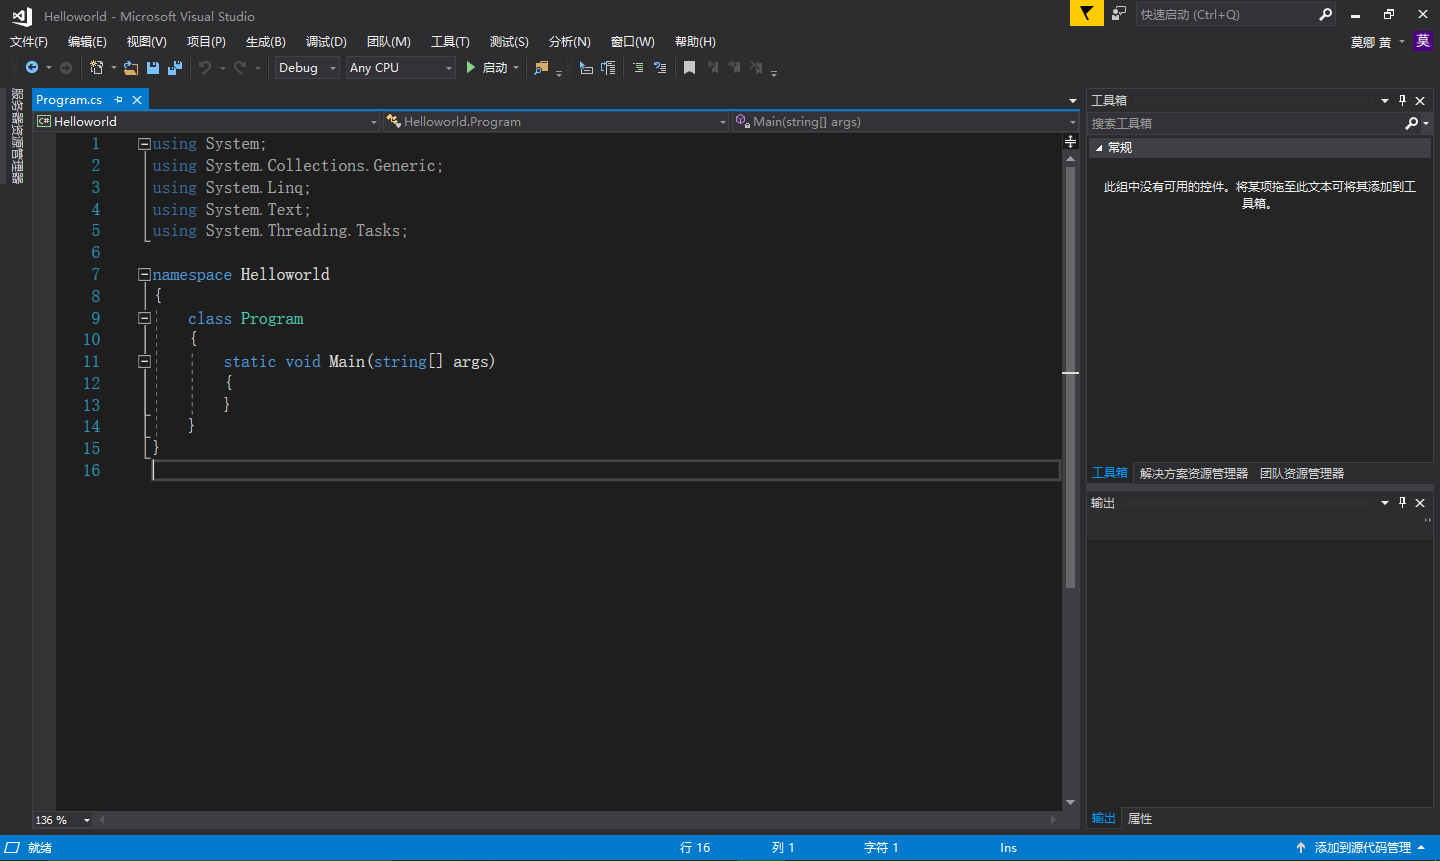 Helloworld - Microsoft Visual Studio
快速启动 (Ctrl+Q)
文件(F) 编辑(E) 视图(V) 项目(P) 生成(B) 调试(D) 团队(M) 工具(T) 测试(S) 分析(N) 窗口(W) 帮助(H)
莫卿 黄 莫
Debug Any CPU 启动
服务器资源管理器
Program.cs
C# Helloworld Helloworld.Program Main(string[] args)
1 using System;
2 using System.Collections.Generic;
3 using System.Linq;
4 using System.Text;
5 using System.Threading.Tasks;
6
7 namespace Helloworld
8 {
9 class Program
10 {
11 static void Main(string[] args)
12 {
13 }
14 }
15 }
16
136 %
工具箱
搜索工具箱
常规
此组中没有可用的控件。将某项拖至此文本可将其添加到工
具箱。
工具箱 解决方案资源管理器 团队资源管理器
输出
输出 属性
就绪 行 16 列 1 字符 1 Ins 添加到源代码管理